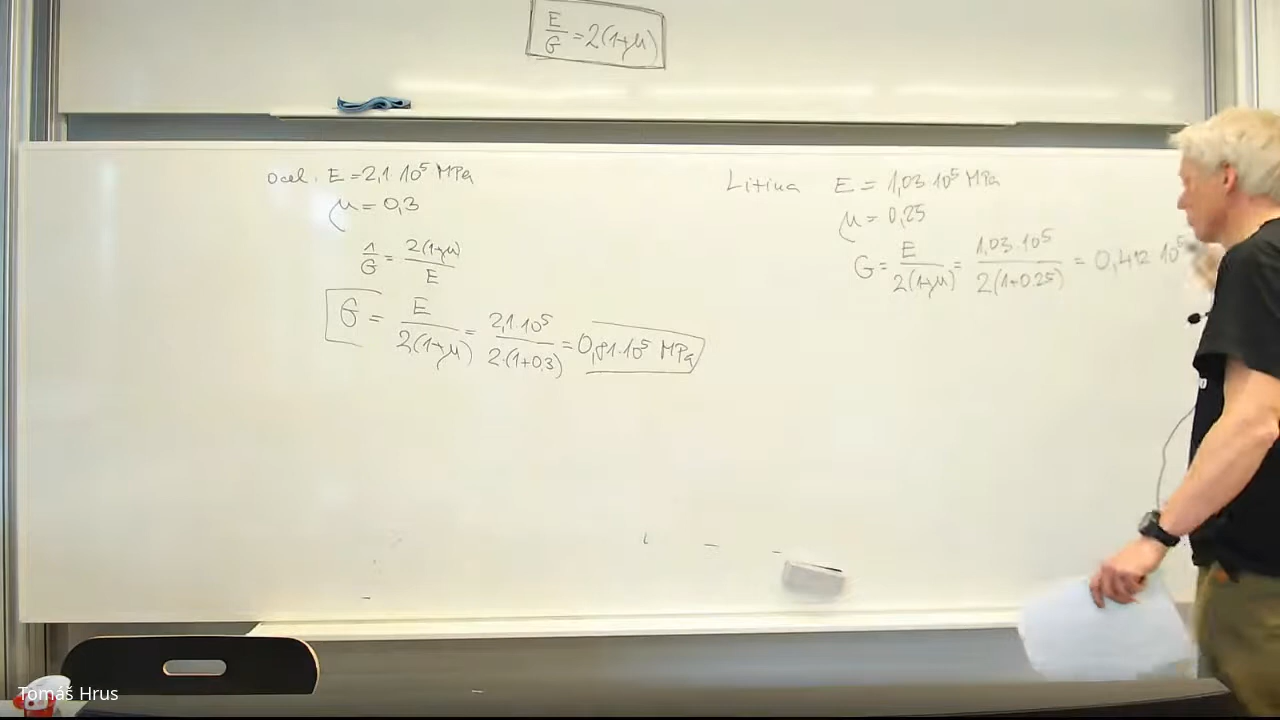 E/G = 2(1+μ)
Ocel. E = 2,1 10⁵ MPa
μ = 0,3
1/G = 2(1+μ)/E
G = E/2(1+μ) = 2,1.10⁵/2.(1+0,3) = 0,81.10⁵ MPa
Litina E = 1,03 10⁵ MPa
μ = 0,25
G = E/2(1+μ) = 1,03.10⁵/2(1+0.25) = 0,412 10⁵
Tomáš Hrus